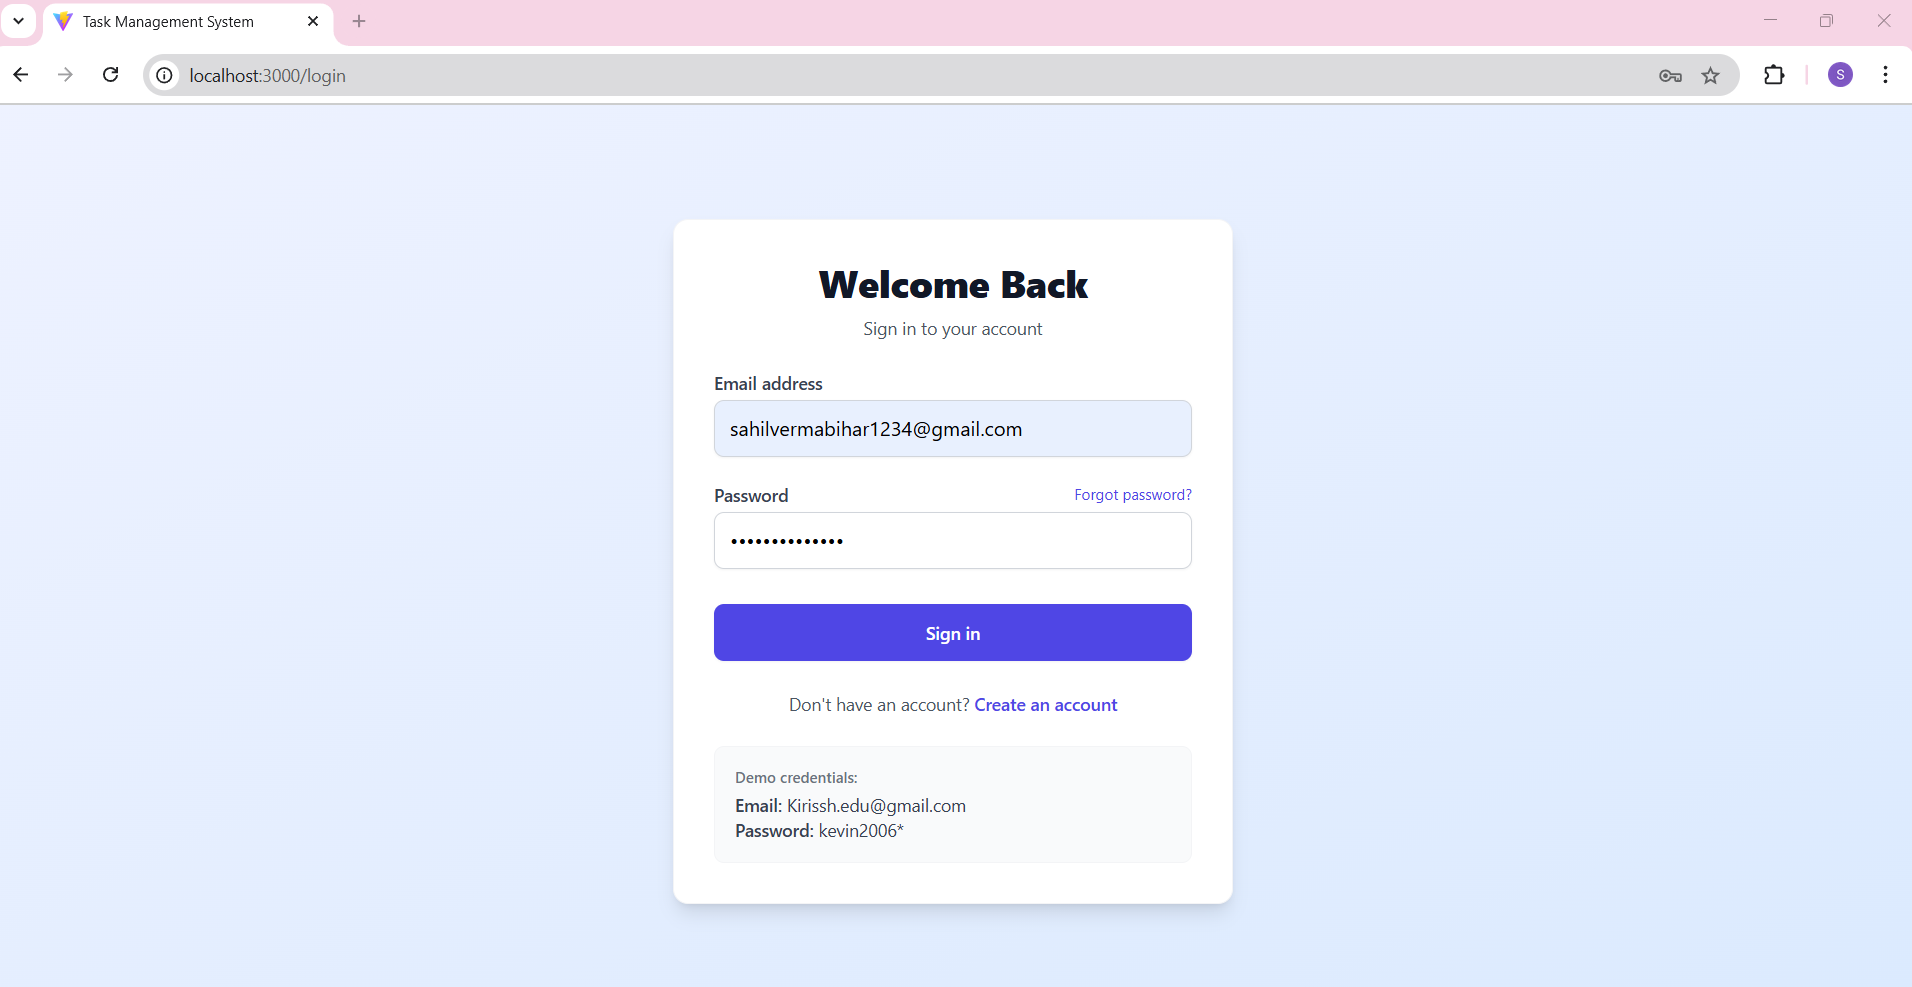 Task Management System
localhost:3000/login
S
Welcome Back
Sign in to your account
Email address
sahilvermabihar1234@gmail.com
Password
Forgot password?
••••••••••••••
Sign in
Don't have an account? Create an account
Demo credentials:
Email: Kirissh.edu@gmail.com
Password: kevin2006*